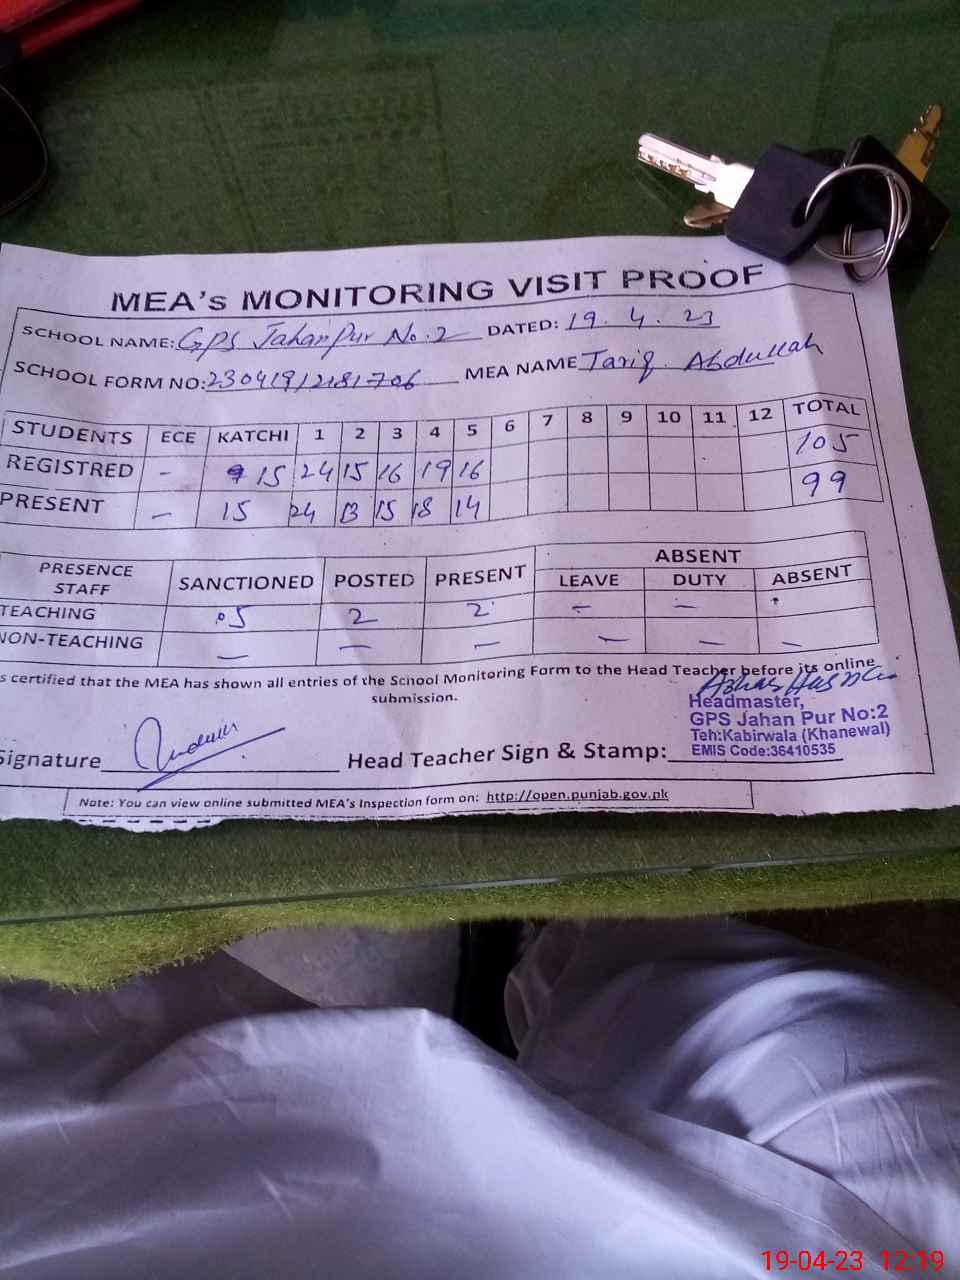 MEA's MONITORING VISIT PROOF
SCHOOL NAME: GPS Jahanpur No.2 DATED: 19.4.23
SCHOOL FORM NO: MEA NAME Tariq Abdullah
STUDENTS ECE KATCHI 1 2 3 4 5 6 7 8 9 10 11 12 TOTAL
REGISTRED - 15 24 15 16 19 16 105
PRESENT - 15 24 13 15 18 14 99
PRESENCE STAFF SANCTIONED POSTED PRESENT ABSENT
LEAVE DUTY ABSENT
TEACHING 05 2 2 - -
NON-TEACHING - - - - - -
s certified that the MEA has shown all entries of the School Monitoring Form to the Head Teacher before its online
submission.
Headmaster,
GPS Jahan Pur No:2
Teh:Kabirwala (Khanewal)
EMIS Code:36410535
Signature Head Teacher Sign & Stamp:
Note: You can view online submitted MEA's Inspection form on: http://open.punjab.gov.pk
19-04-23 12:19